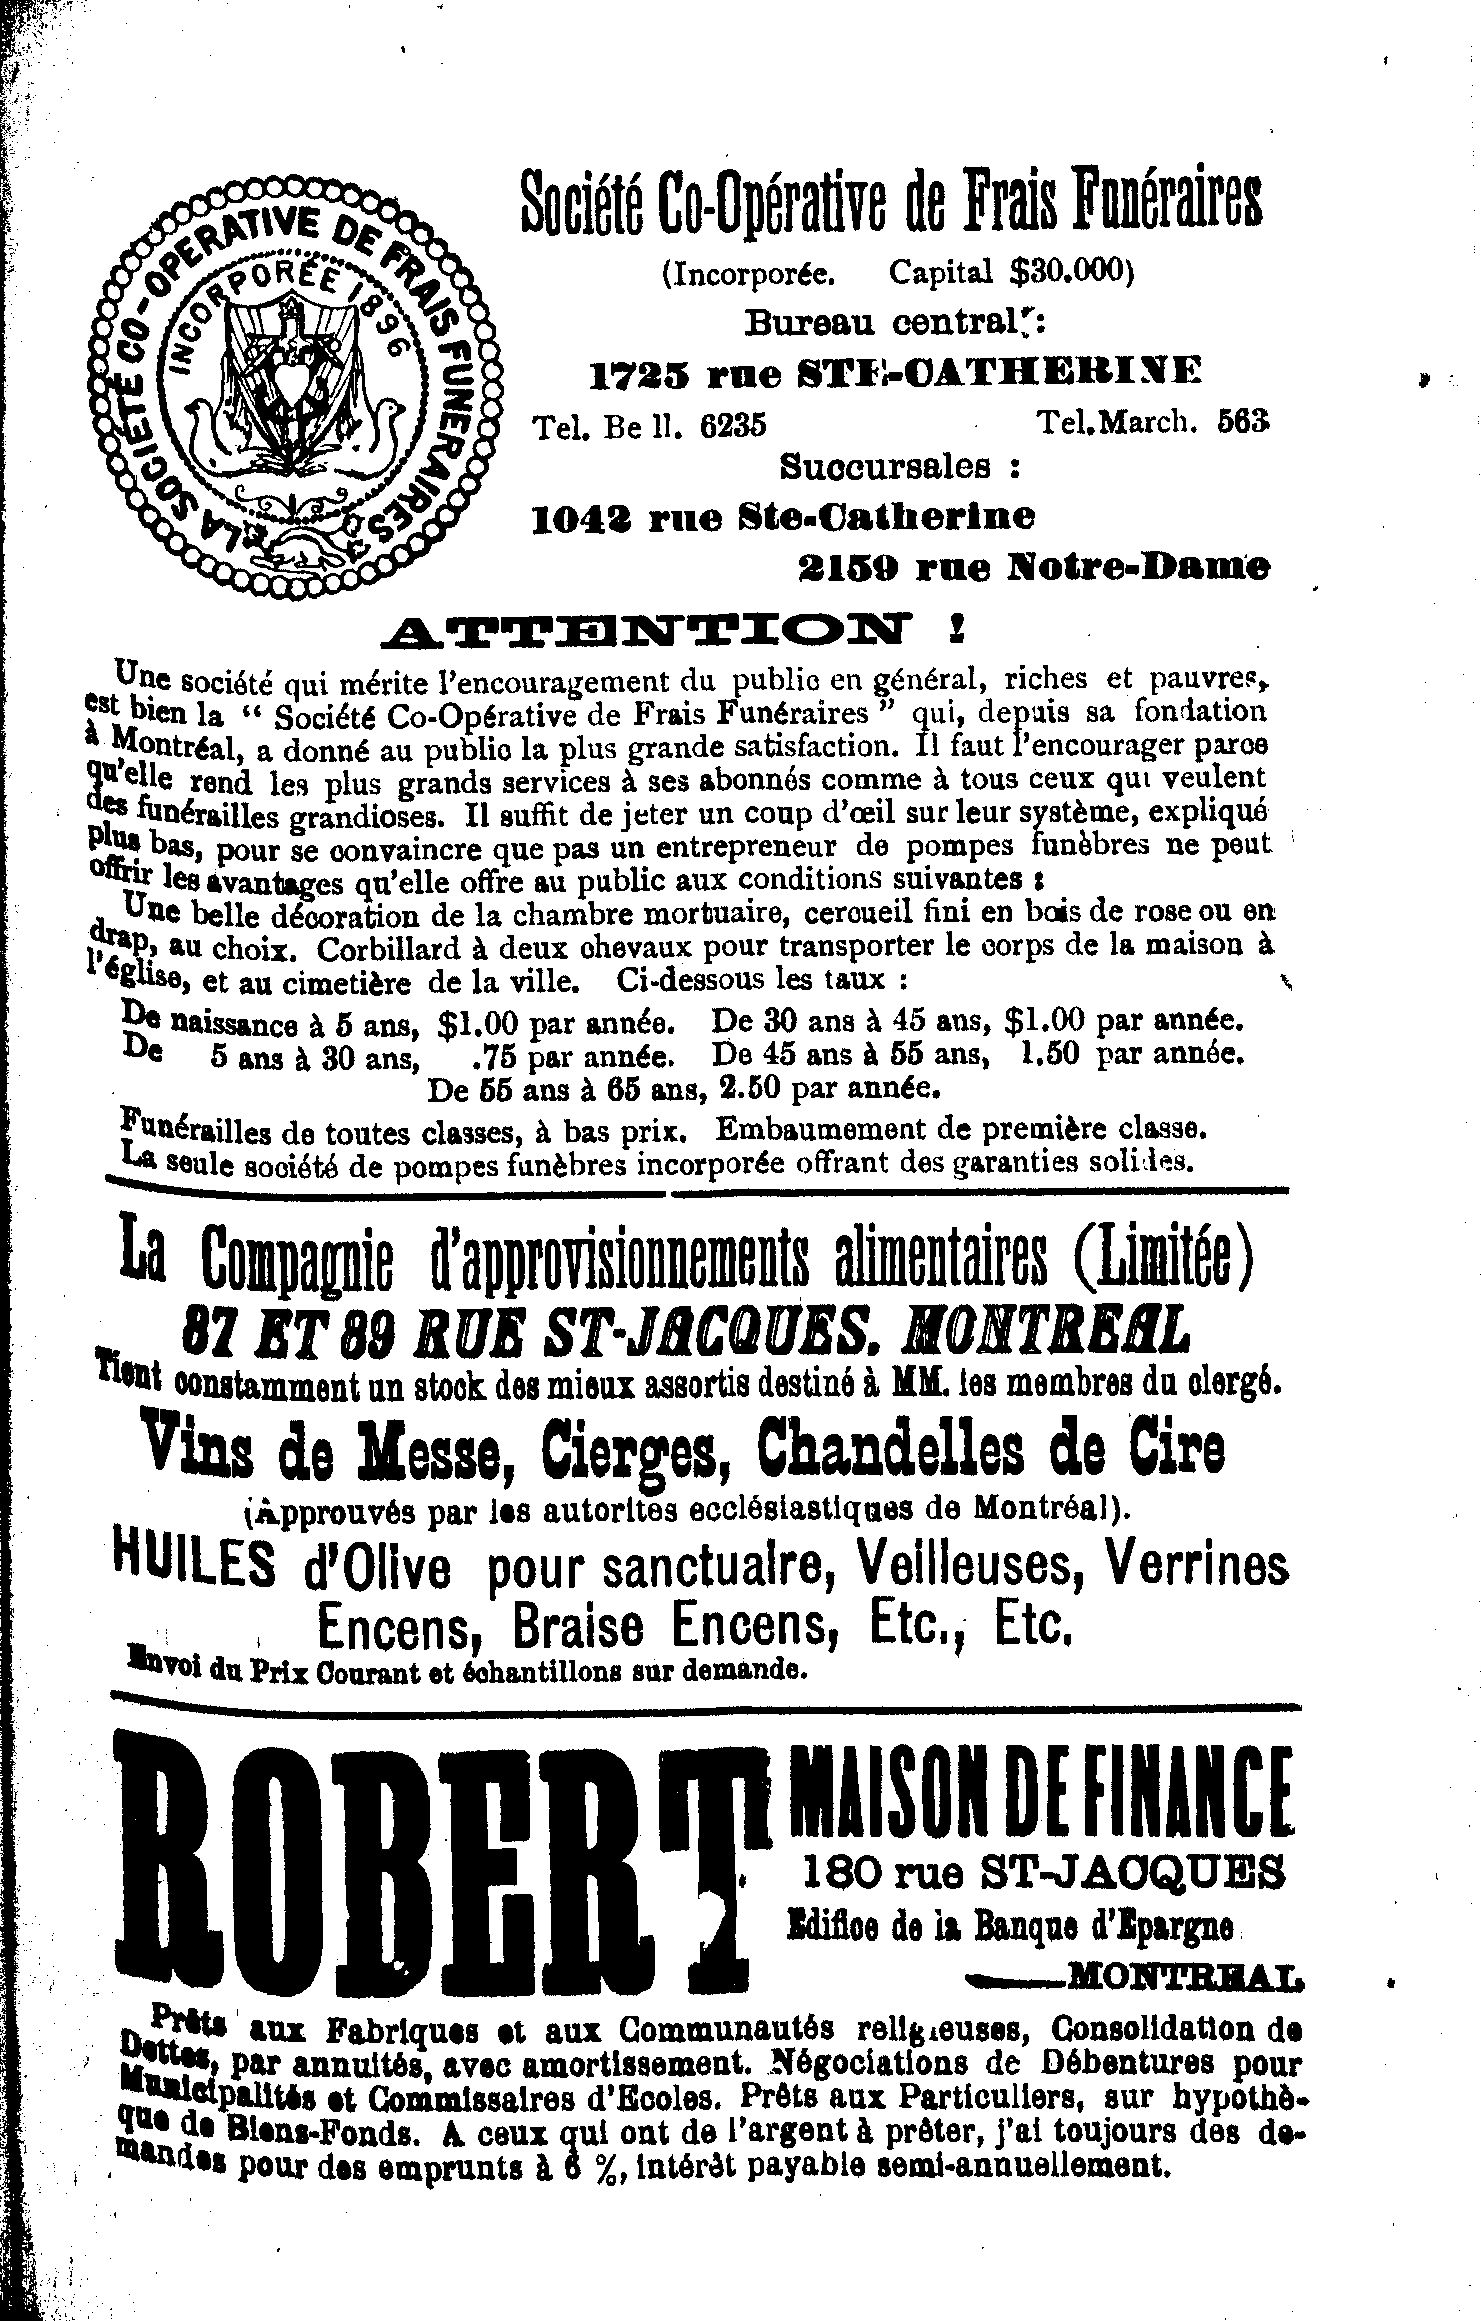 LA SOCIÉTÉ CO-OPERATIVE DE FRAIS FUNERAIRES
INCORPORÉE 1896
Société Co-Opérative de Frais Funéraires
(Incorporée. Capital $30.000)
Bureau central:
1725 rue STE-CATHERINE
Tel. Be ll. 6235 Tel. March. 563
Succursales :
1042 rue Ste-Catherine
2159 rue Notre-Dame
ATTENTION !
Une société qui mérite l'encouragement du public en général, riches et pauvres,
est bien la “ Société Co-Opérative de Frais Funéraires ” qui, depuis sa fondation
à Montréal, a donné au public la plus grande satisfaction. Il faut l'encourager parce
qu'elle rend les plus grands services à ses abonnés comme à tous ceux qui veulent
des funérailles grandioses. Il suffit de jeter un coup d'œil sur leur système, expliqué
plus bas, pour se convaincre que pas un entrepreneur de pompes funèbres ne peut
offrir les avantages qu'elle offre au public aux conditions suivantes :
Une belle décoration de la chambre mortuaire, cercueil fini en bois de rose ou en
drap, au choix. Corbillard à deux chevaux pour transporter le corps de la maison à
l'église, et au cimetière de la ville. Ci-dessous les taux :
De naissance à 5 ans, $1.00 par année. De 30 ans à 45 ans, $1.00 par année.
De 5 ans à 30 ans, .75 par année. De 45 ans à 55 ans, 1.50 par année.
De 55 ans à 65 ans, 2.50 par année.
Funérailles de toutes classes, à bas prix. Embaumement de première classe.
La seule société de pompes funèbres incorporée offrant des garanties solides.
La Compagnie d'approvisionnements alimentaires (Limitée)
87 ET 89 RUE ST-JACQUES. MONTREAL
Tient constamment un stock des mieux assortis destiné à MM. les membres du clergé.
Vins de Messe, Cierges, Chandelles de Cire
(Approuvés par les autorités ecclésiastiques de Montréal).
HUILES d'Olive pour sanctuaire, Veilleuses, Verrines
Encens, Braise Encens, Etc., Etc.
Envoi du Prix Courant et échantillons sur demande.
ROBERT MAISON DE FINANCE
180 rue ST-JACQUES
Edifice de la Banque d'Epargne
MONTREAL
Prêts aux Fabriques et aux Communautés religieuses, Consolidation de
Dettes, par annuités, avec amortissement. Négociations de Débentures pour
Municipalités et Commissaires d'Ecoles. Prêts aux Particuliers, sur hypothè-
que de Biens-Fonds. A ceux qui ont de l'argent à prêter, j'ai toujours des de-
mandes pour des emprunts à 6 %, intérêt payable semi-annuellement.